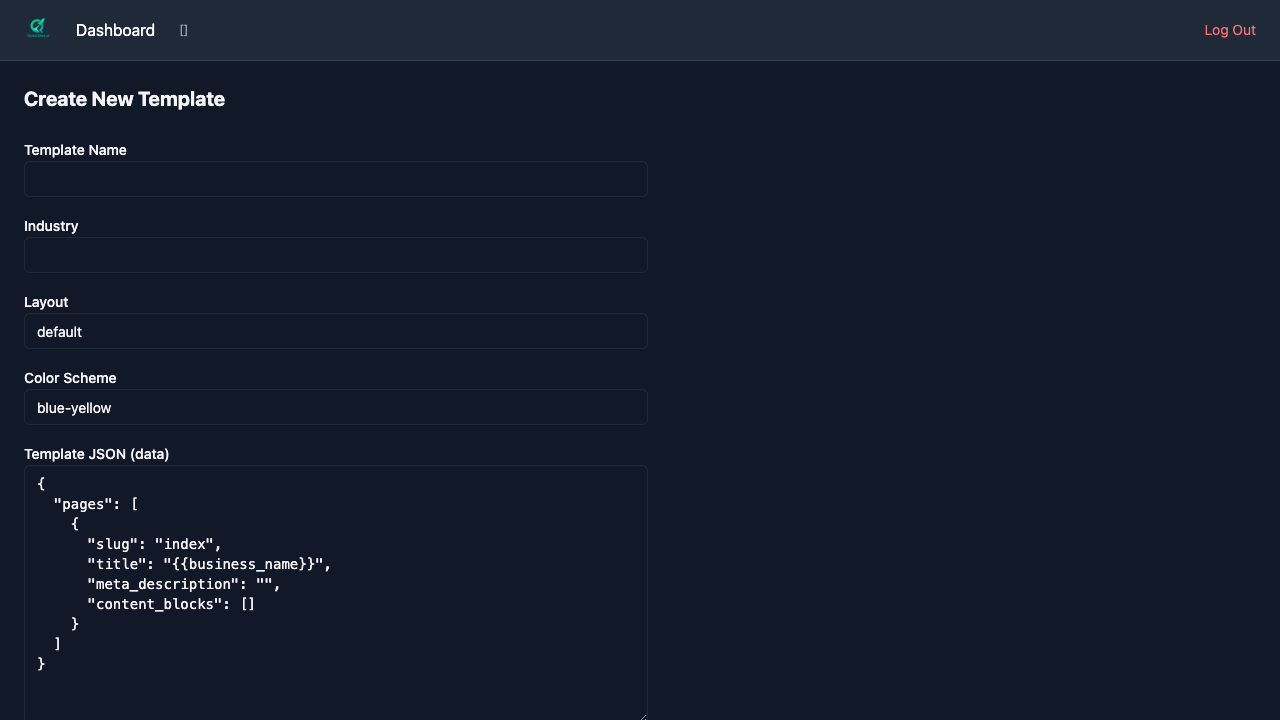 Dashboard
[]
Log Out
Create New Template
Template Name
Industry
Layout
default
Color Scheme
blue-yellow
Template JSON (data)
{
  "pages": [
    {
      "slug": "index",
      "title": "{{business_name}}",
      "meta_description": "",
      "content_blocks": []
    }
  ]
}